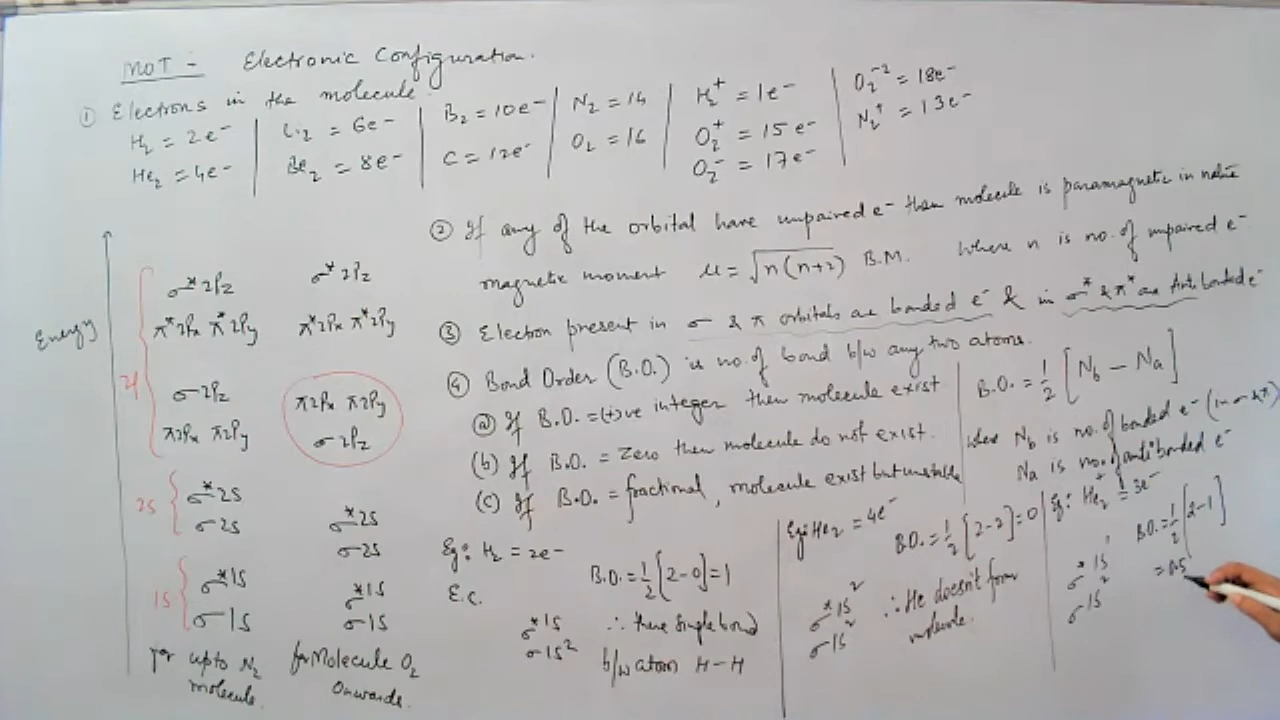 MOT - Electronic Configuration.
① Electrons in the molecule
H₂ = 2e⁻
He₂ = 4e⁻
Li₂ = 6e⁻
Be₂ = 8e⁻
B₂ = 10e⁻
C = 12e⁻
N₂ = 14
O₂ = 16
H₂⁺ = 1e⁻
O₂⁺ = 15e⁻
O₂⁻ = 17e⁻
O₂⁻² = 18e⁻
N₂⁺ = 13e⁻
② If any of the orbital have unpaired e⁻ then molecule is paramagnetic in nature
magnetic moment μ = √n(n+2) B.M. where n is no. of unpaired e⁻
③ Electron present in σ & π orbitals are bonded e⁻ & in σ* & π* are Anti bonded e⁻
④ Bond Order (B.O.) is no. of bond b/w any two atoms.
(a) If B.O. = (+)ve integer then molecule exist
(b) If B.O. = zero then molecule do not exist.
(c) If B.O. = fractional, molecule exist but unstable
B.O. = 1/2 [Nb - Na]
where Nb is no. of bonded e⁻ (in σ & π)
Na is no. of anti bonded e⁻
Energy
2p
σ*2Pz
π*2Px π*2Py
σ2Pz
π2Px π2Py
2s
σ*2s
σ2s
1s
σ*1s
σ1s
for upto N₂
molecule.
σ*2Pz
π*2Px π*2Py
π2Px π2Py
σ2Pz
σ*2s
σ2s
σ*1s
σ1s
for Molecule O₂
Onwards.
Eg: H₂ = 2e⁻
E.C.
B.O. = 1/2 [2-0] = 1
σ*1s
σ1s²
∴ there single bond
b/w atom H-H
Eg: He₂ = 4e⁻
B.O. = 1/2 [2-2] = 0
σ*1s²
σ1s²
∴ He doesn't form
molecule.
Eg: He₂⁺ = 3e⁻
B.O. = 1/2 [2-1]
= 0.5
σ*1s¹
σ1s²